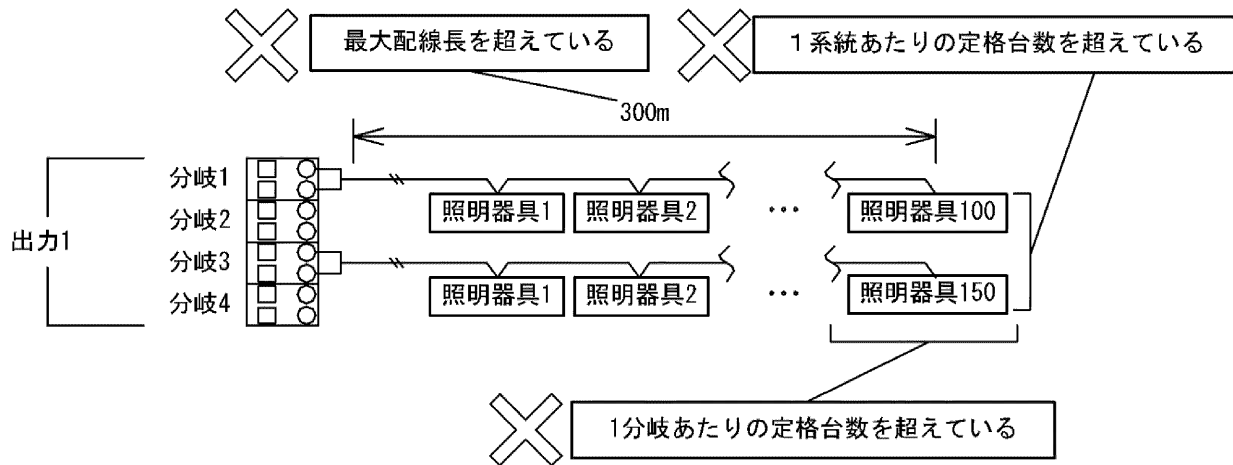 最大配線長を超えている
１系統あたりの定格台数を超えている
300m
出力1
分岐1
分岐2
分岐3
分岐4
照明器具1
照明器具2
･･･
照明器具100
照明器具1
照明器具2
･･･
照明器具150
1分岐あたりの定格台数を超えている